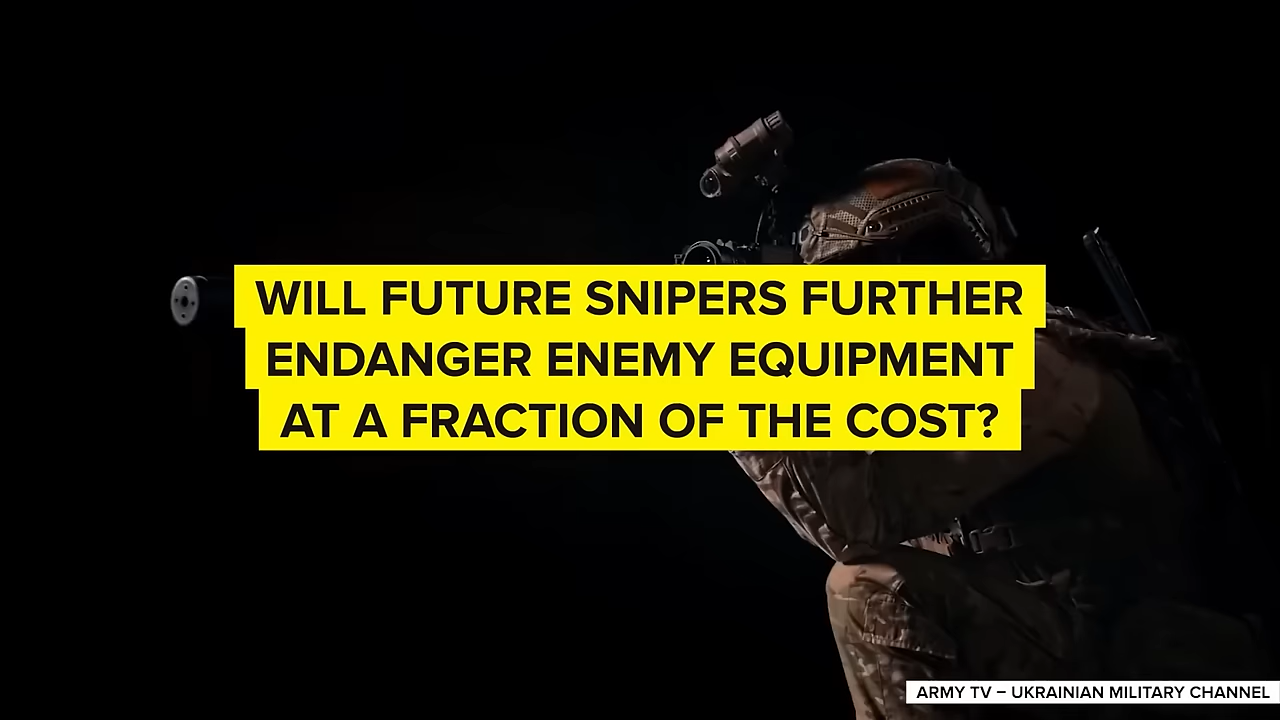 WILL FUTURE SNIPERS FURTHER
ENDANGER ENEMY EQUIPMENT
AT A FRACTION OF THE COST?
ARMY TV – UKRAINIAN MILITARY CHANNEL